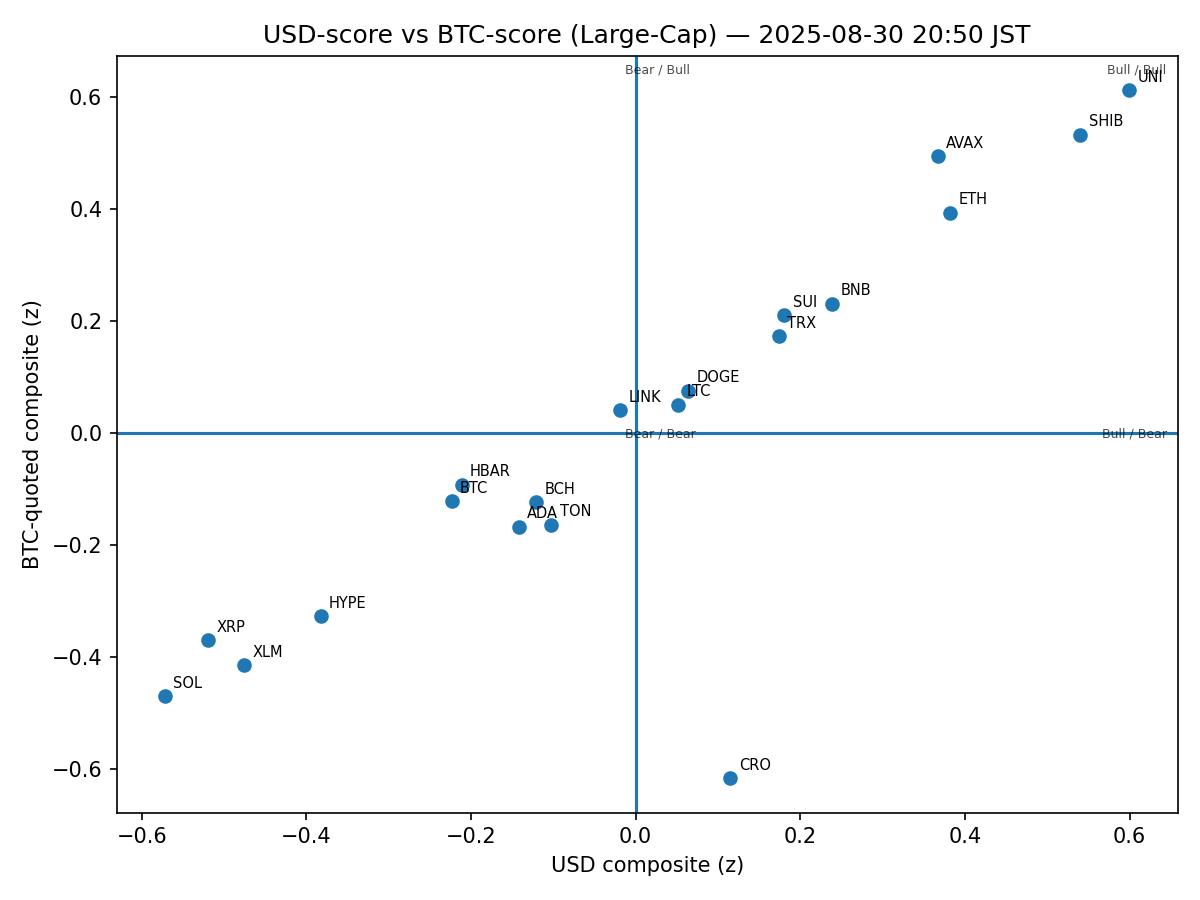 USD-score vs BTC-score (Large-Cap) — 2025-08-30 20:50 JST
Bear / Bull
Bull / Bull
UNI
SHIB
AVAX
ETH
BNB
SUI
TRX
DOGE
LTC
LINK
Bear / Bear
Bull / Bear
HBAR
BTC
BCH
TON
ADA
HYPE
XRP
XLM
SOL
CRO
0.6
0.4
0.2
0.0
−0.2
−0.4
−0.6
BTC-quoted composite (z)
−0.6
−0.4
−0.2
0.0
0.2
0.4
0.6
USD composite (z)